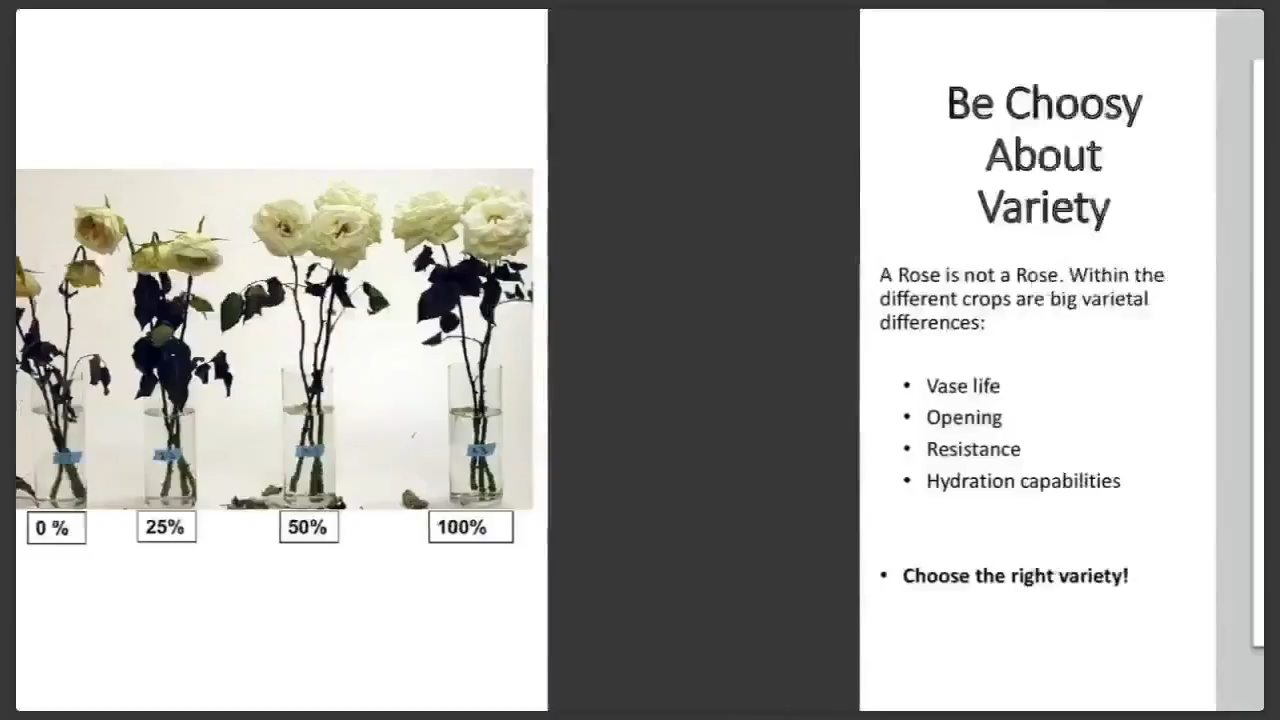 Be Choosy
About
Variety
A Rose is not a Rose. Within the
different crops are big varietal
differences:
• Vase life
• Opening
• Resistance
• Hydration capabilities
• Choose the right variety!
0 %
25%
50%
100%